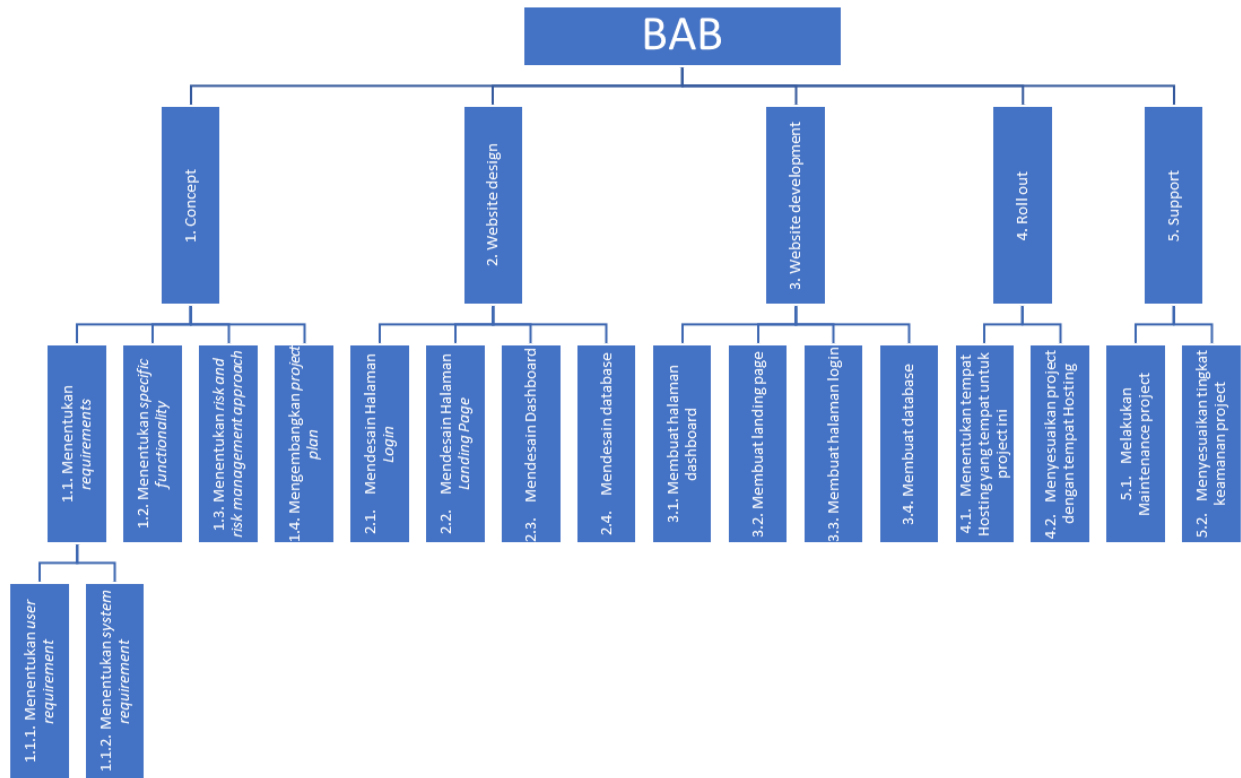 BAB
1. Concept
2. Website design
3. Website development
4. Roll out
5. Support
1.1. Menentukan
requirements
1.2. Menentukan specific
functionality
1.3. Menentukan risk and
risk management approach
1.4. Mengembangkan project
plan
2.1. Mendesain Halaman
Login
2.2. Mendesain Halaman
Landing Page
2.3. Mendesain Dashboard
2.4. Mendesain database
3.1. Membuat halaman
dashboard
3.2. Membuat landing page
3.3. Membuat halaman login
3.4. Membuat database
4.1. Menentukan tempat
Hosting yang tempat untuk
project ini
4.2. Menyesuaikan project
dengan tempat Hosting
5.1. Melakukan
Maintenance project
5.2. Menyesuaikan tingkat
keamanan project
1.1.1. Menentukan user
requirement
1.1.2. Menentukan system
requirement